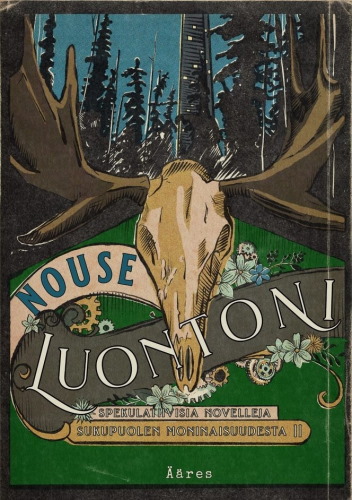 NOUSE
LUONTONI
SPEKULATIIVISIA NOVELLEJA
SUKUPUOLEN MONINAISUUDESTA II
Ääres